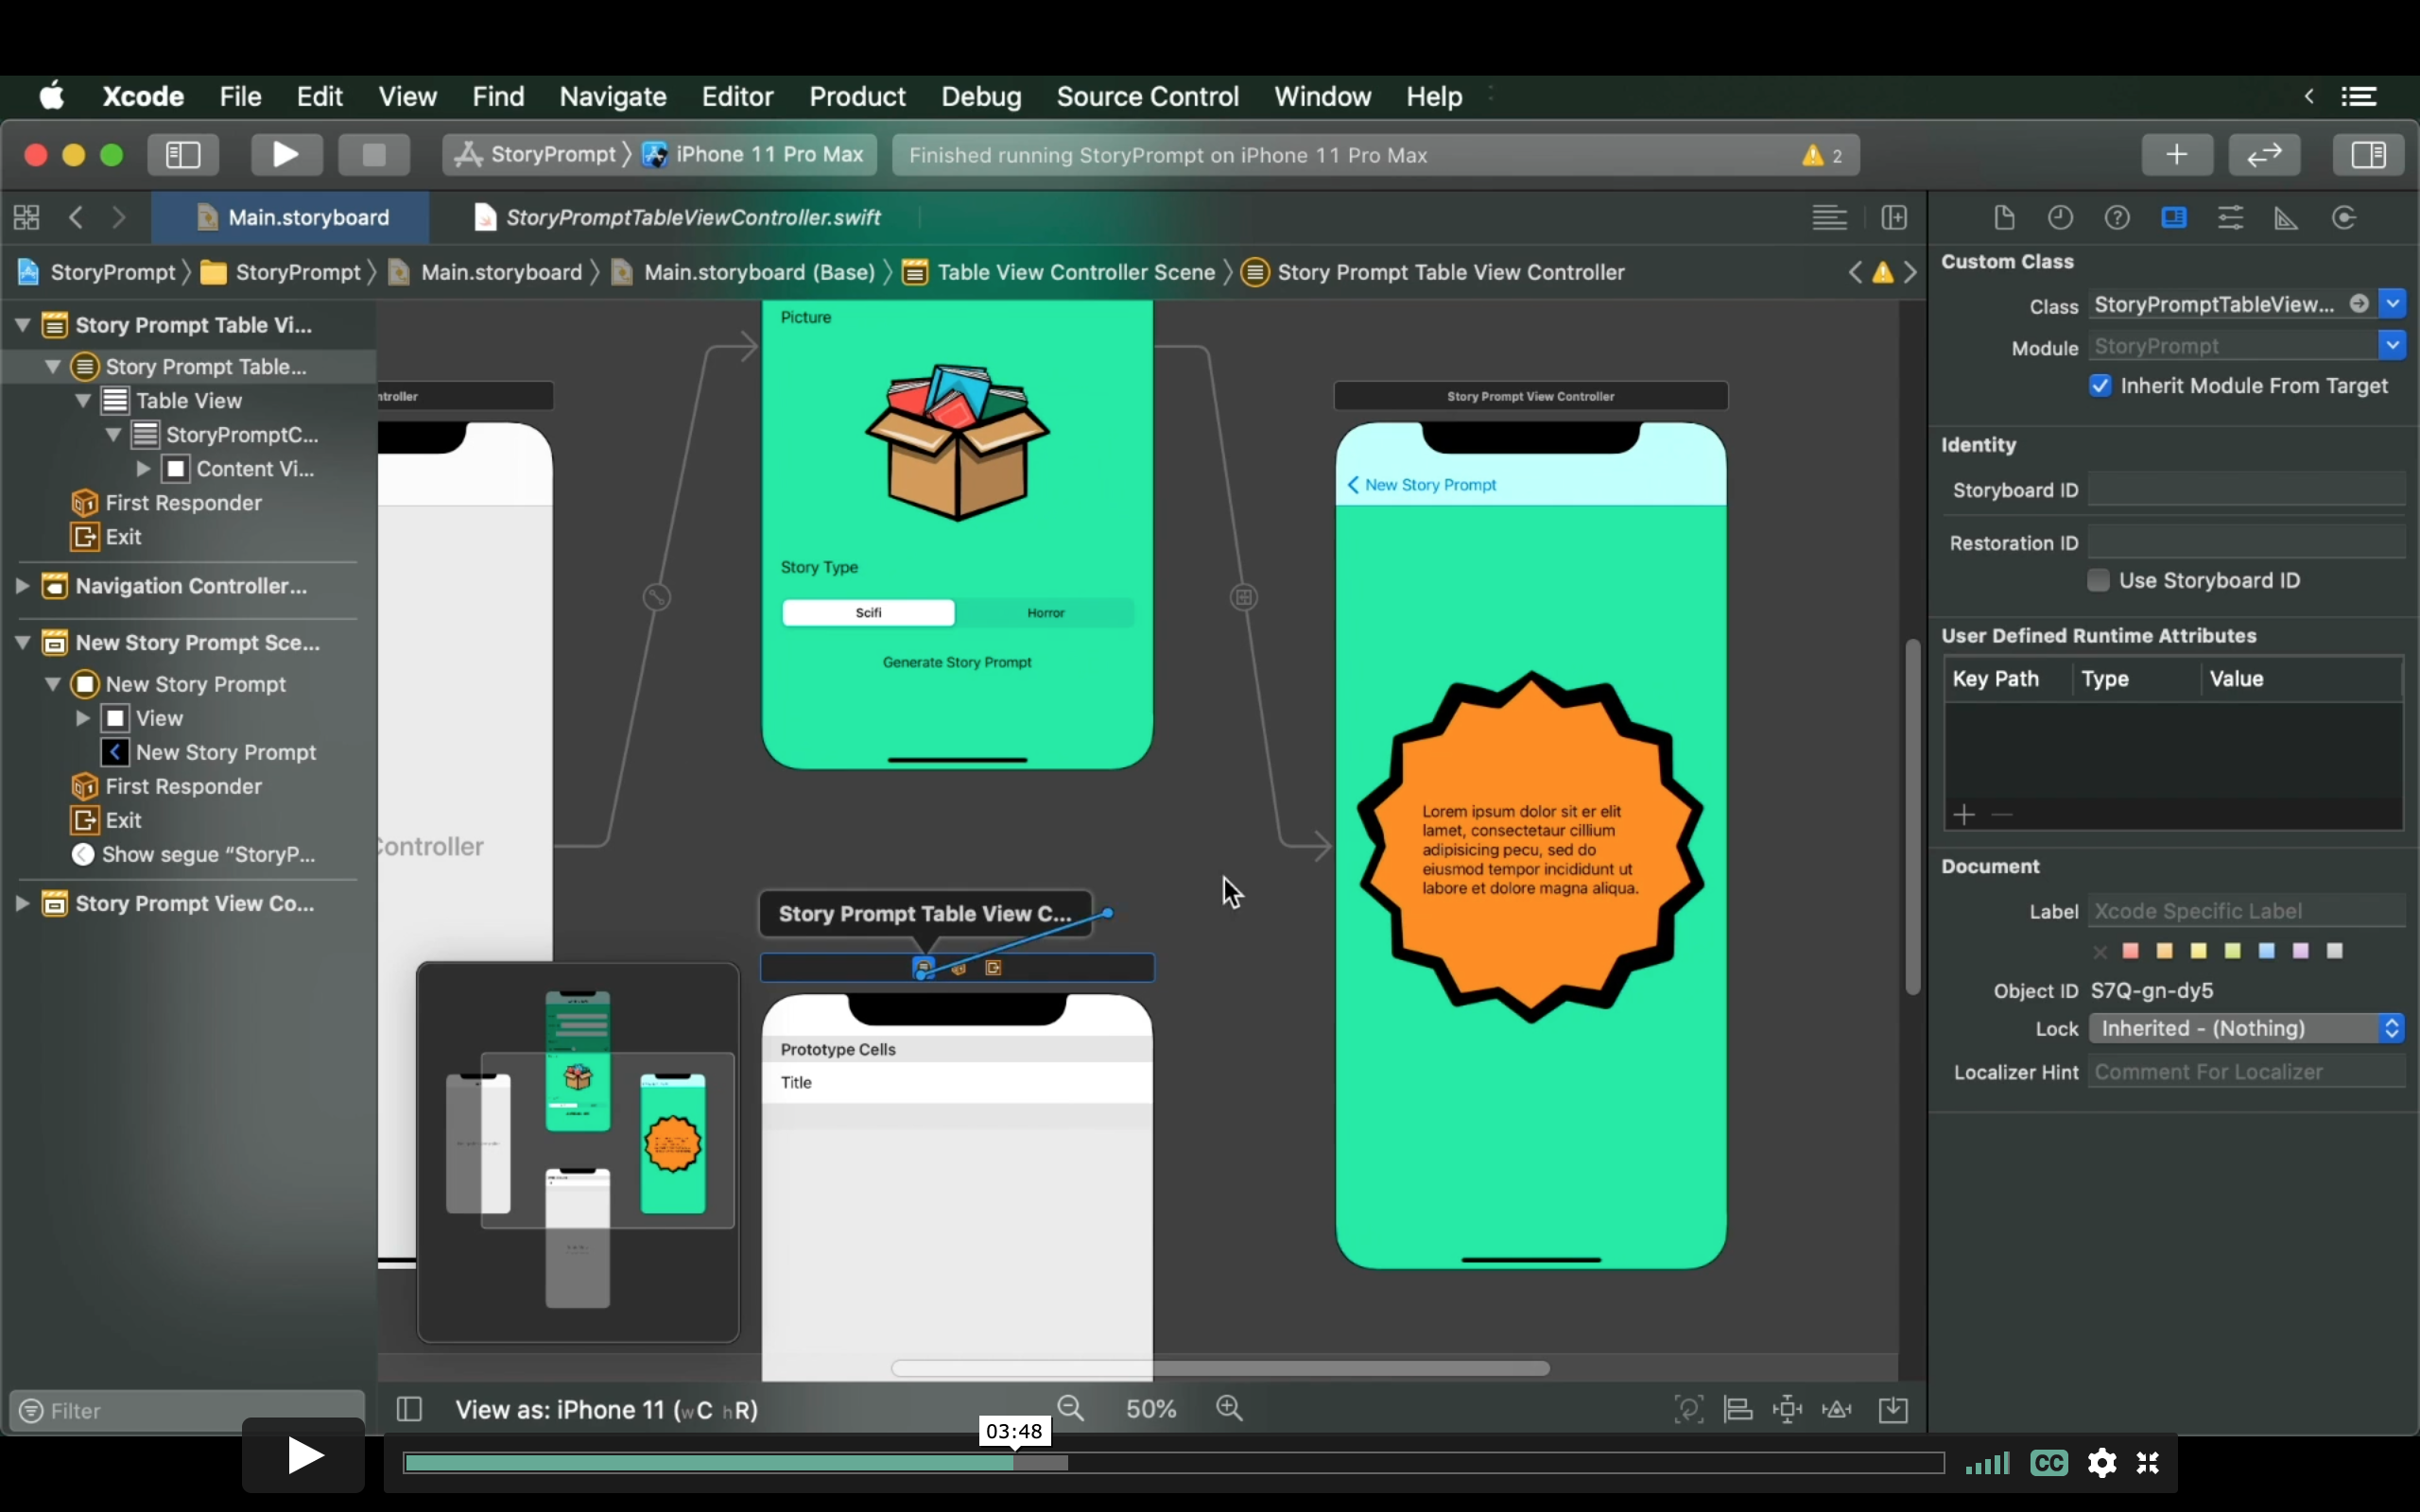 Xcode File Edit View Find Navigate Editor Product Debug Source Control Window Help
StoryPrompt iPhone 11 Pro Max
Finished running StoryPrompt on iPhone 11 Pro Max
2
Main.storyboard
StoryPromptTableViewController.swift
StoryPrompt StoryPrompt Main.storyboard Main.storyboard (Base) Table View Controller Scene Story Prompt Table View Controller
Story Prompt Table Vi...
Story Prompt Table...
Table View
StoryPromptC...
Content Vi...
First Responder
Exit
Navigation Controller...
New Story Prompt Sce...
New Story Prompt
View
New Story Prompt
First Responder
Exit
Show segue “StoryP...
Story Prompt View Co...
Filter
ntroller
Controller
Picture
Story Type
Scifi Horror
Generate Story Prompt
Story Prompt Table View C...
Prototype Cells
Title
Story Prompt View Controller
New Story Prompt
Lorem ipsum dolor sit er elit
lamet, consectetaur cillium
adipisicing pecu, sed do
eiusmod tempor incididunt ut
labore et dolore magna aliqua.
View as: iPhone 11 (wC hR)
50%
Custom Class
Class StoryPromptTableView...
Module StoryPrompt
Inherit Module From Target
Identity
Storyboard ID
Restoration ID
Use Storyboard ID
User Defined Runtime Attributes
Key Path Type Value
Document
Label Xcode Specific Label
Object ID S7Q-gn-dy5
Lock Inherited - (Nothing)
Localizer Hint Comment For Localizer
03:48
CC